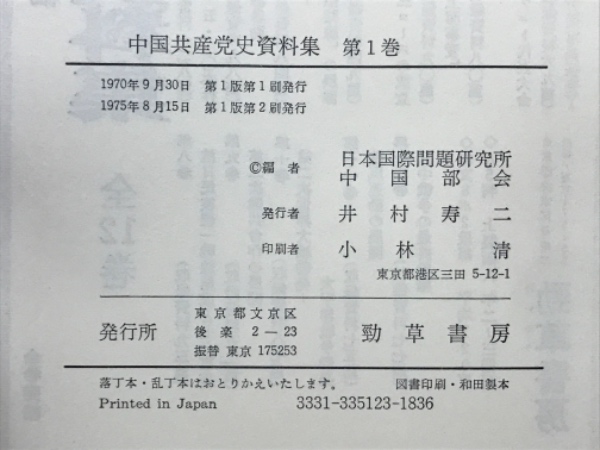 中国共産党史資料集 第1巻
1970年9月30日 第1版第1刷発行
1975年8月15日 第1版第2刷発行
©編者 日本国際問題研究所
中国部会
発行者 井村寿二
印刷者 小林清
東京都港区三田 5-12-1
発行所 東京都文京区
後楽 2―23
振替 東京 175253
勁草書房
落丁本・乱丁本はおとりかえいたします。 図書印刷・和田製本
Printed in Japan 3331-335123-1836
全12巻